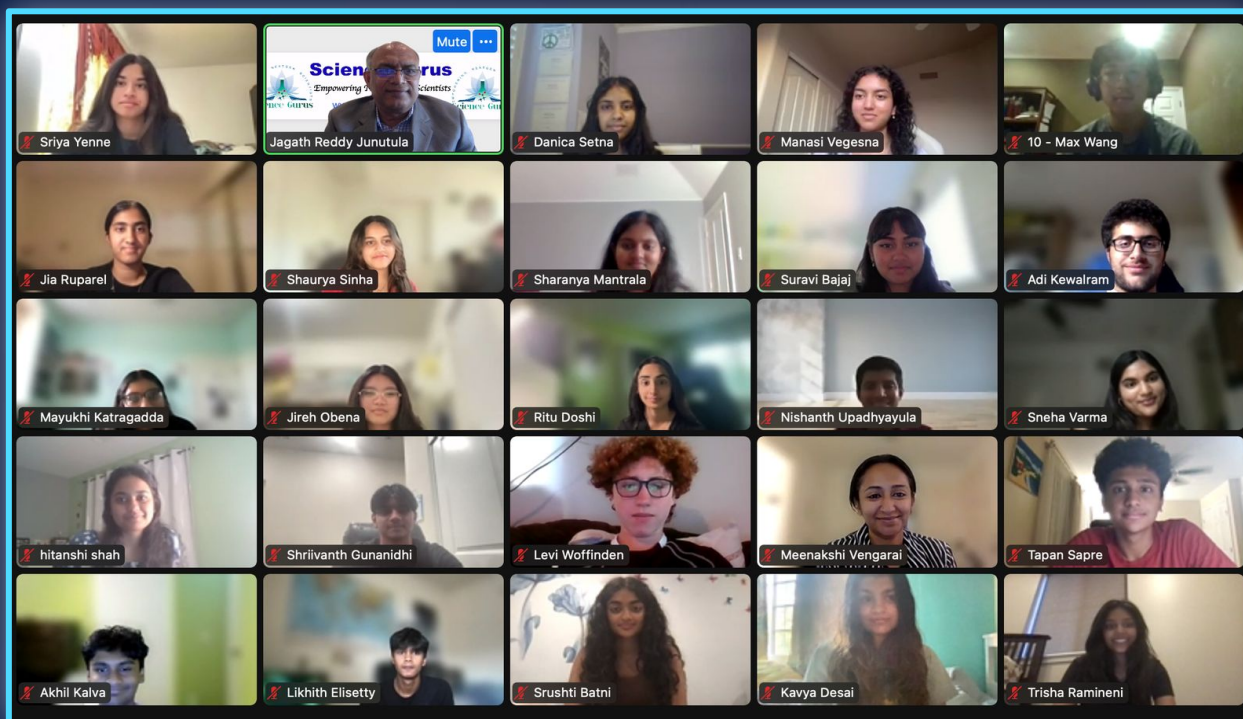 Sriya Yenne
Mute ...
Scien rus
Empowering cientists
ience Gurus
Jagath Reddy Junutula
Danica Setna
Manasi Vegesna
10 - Max Wang
Jia Ruparel
Shaurya Sinha
Sharanya Mantrala
Suravi Bajaj
Adi Kewalram
Mayukhi Katragadda
Jireh Obena
Ritu Doshi
Nishanth Upadhyayula
Sneha Varma
hitanshi shah
Shriivanth Gunanidhi
Levi Woffinden
Meenakshi Vengarai
Tapan Sapre
Akhil Kalva
Likhith Elisetty
Srushti Batni
Kavya Desai
Trisha Ramineni